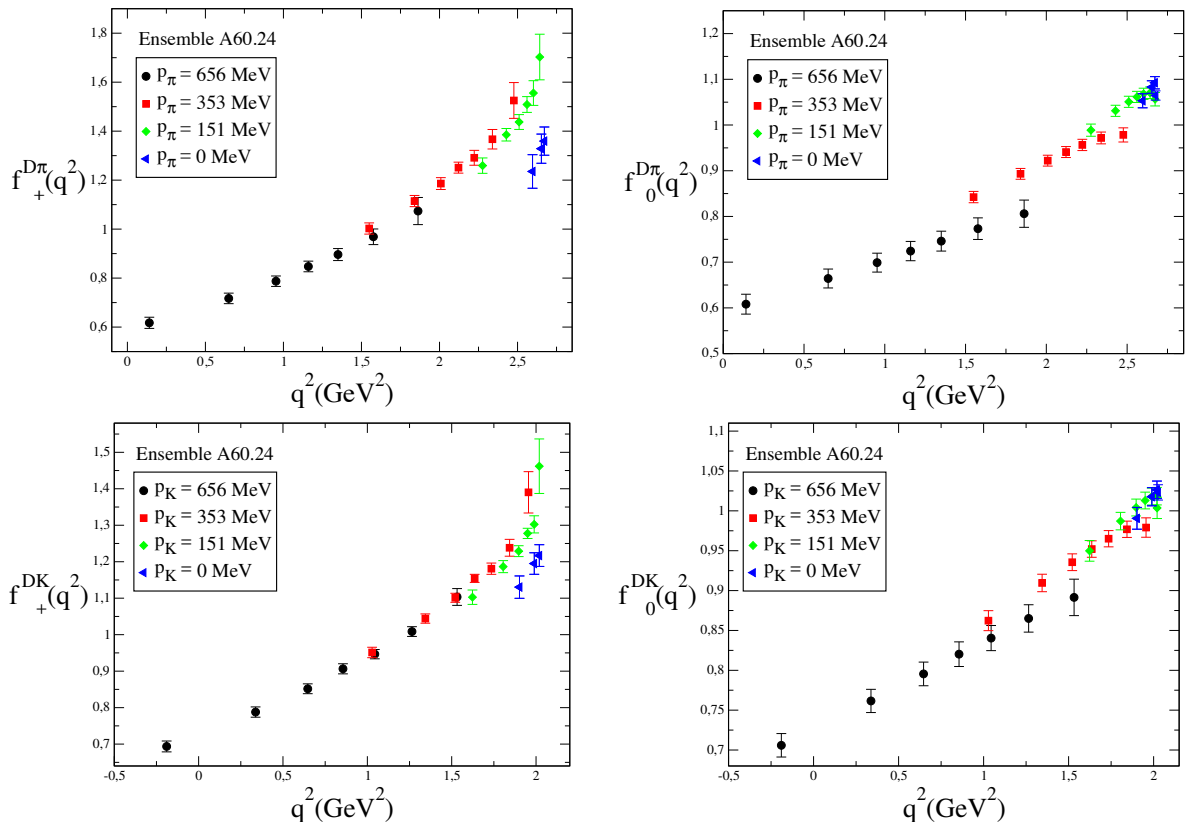 Ensemble A60.24
p_π = 656 MeV
p_π = 353 MeV
p_π = 151 MeV
p_π = 0 MeV
f_+^{Dπ}(q^2)
1,8
1,6
1,4
1,2
1
0,8
0,6
0
0,5
1
1,5
2
2,5
q^2(GeV^2)
Ensemble A60.24
p_π = 656 MeV
p_π = 353 MeV
p_π = 151 MeV
p_π = 0 MeV
f_0^{Dπ}(q^2)
1,2
1,1
1
0,9
0,8
0,7
0,6
0,5
0
0,5
1
1,5
2
2,5
q^2(GeV^2)
Ensemble A60.24
p_K = 656 MeV
p_K = 353 MeV
p_K = 151 MeV
p_K = 0 MeV
f_+^{DK}(q^2)
1,5
1,4
1,3
1,2
1,1
1
0,9
0,8
0,7
-0,5
0
0,5
1
1,5
2
q^2(GeV^2)
Ensemble A60.24
p_K = 656 MeV
p_K = 353 MeV
p_K = 151 MeV
p_K = 0 MeV
f_0^{DK}(q^2)
1,1
1,05
1
0,95
0,9
0,85
0,8
0,75
0,7
-0,5
0
0,5
1
1,5
2
q^2(GeV^2)